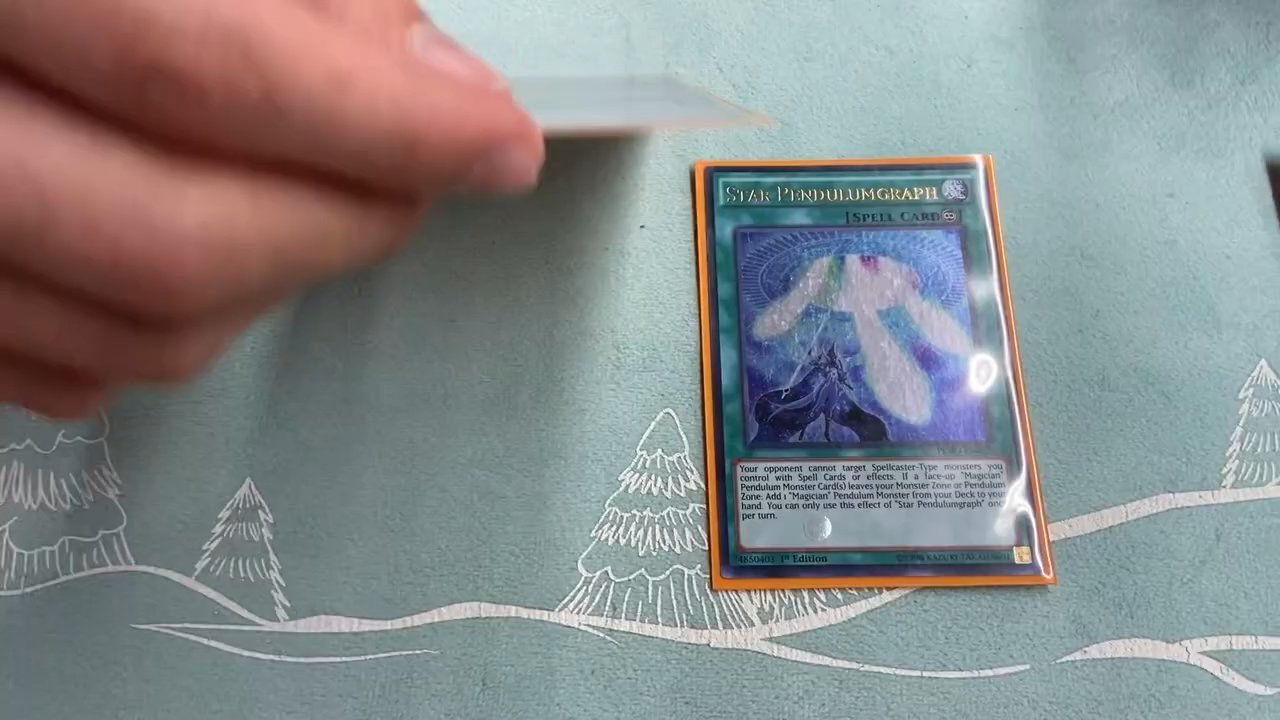 STAR PENDULUMGRAPH
[SPELL CARD
Your opponent cannot target Spellcaster-Type monsters you
control with Spell Cards or effects. If a face-up "Magician"
Pendulum Monster Card(s) leaves your Monster Zone or Pendulum
Zone: Add 1 "Magician" Pendulum Monster from your Deck to your
hand. You can only use this effect of "Star Pendulumgraph" once
per turn.
1st Edition